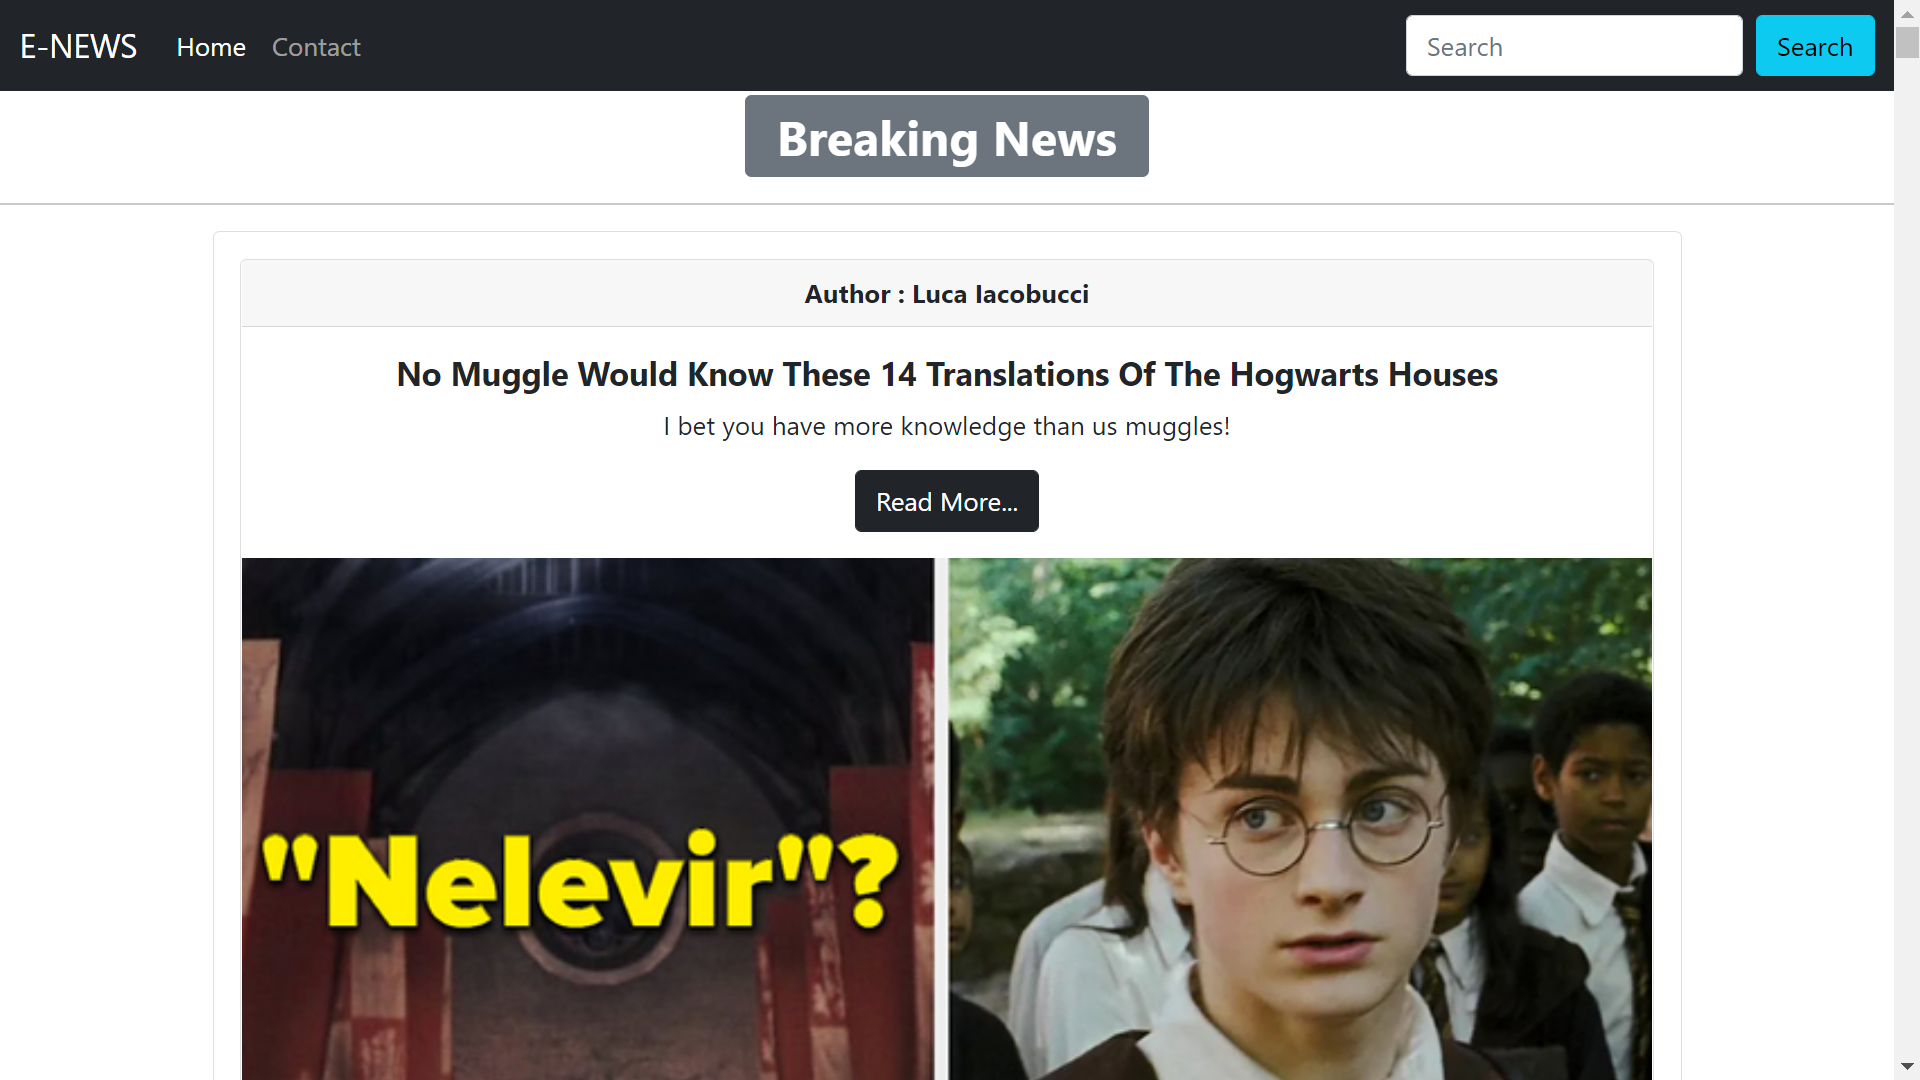 E-NEWS Home Contact Search Search
Breaking News
Author : Luca Iacobucci
No Muggle Would Know These 14 Translations Of The Hogwarts Houses
I bet you have more knowledge than us muggles!
Read More...
"Nelevir"?